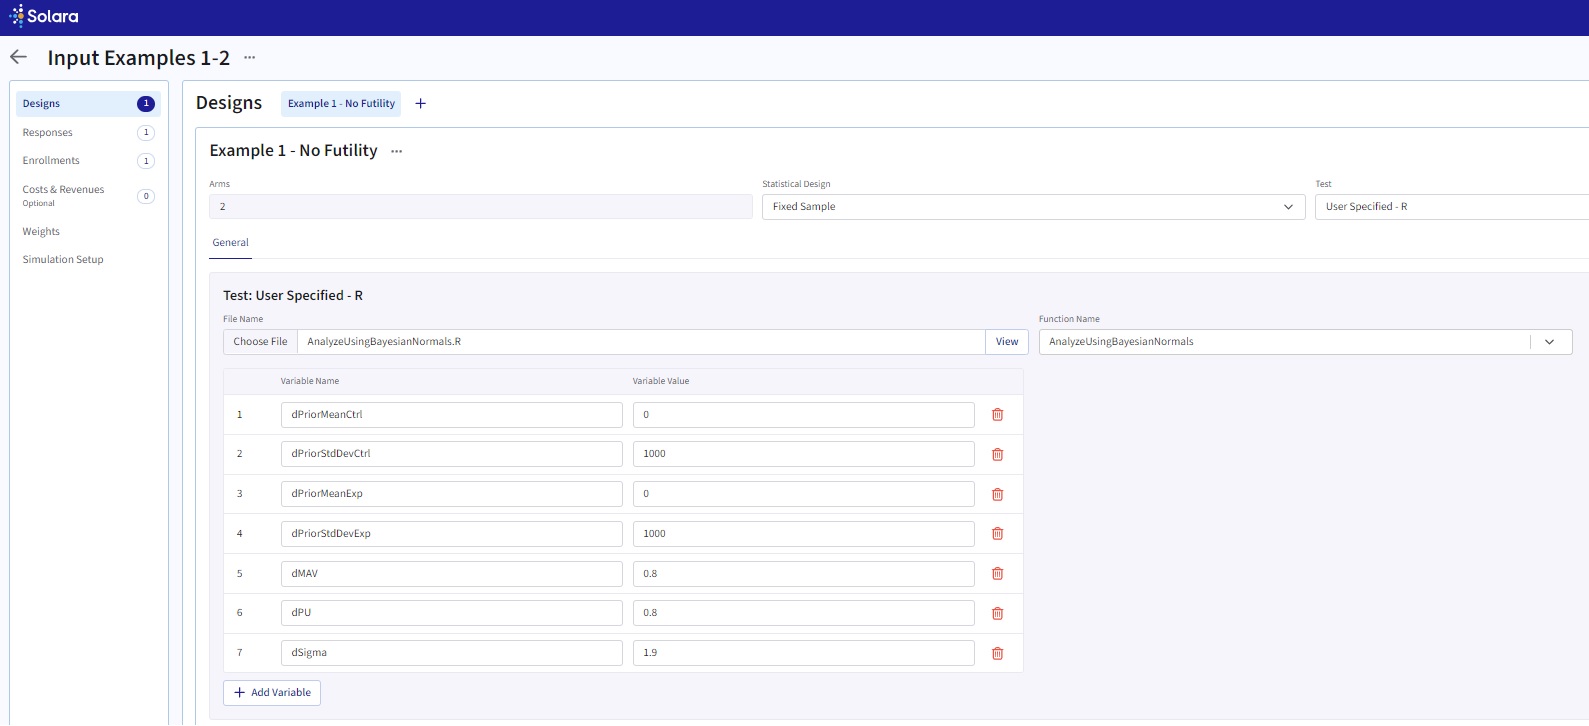 Solara
Input Examples 1-2 ...
Designs 1
Responses 1
Enrollments 1
Costs & Revenues 0
Optional
Weights
Simulation Setup
Designs Example 1 - No Futility +
Example 1 - No Futility ...
Arms Statistical Design Test
2 Fixed Sample User Specified - R
General
Test: User Specified - R
File Name Function Name
Choose File AnalyzeUsingBayesianNormals.R View AnalyzeUsingBayesianNormals
Variable Name Variable Value
1 dPriorMeanCtrl 0
2 dPriorStdDevCtrl 1000
3 dPriorMeanExp 0
4 dPriorStdDevExp 1000
5 dMAV 0.8
6 dPU 0.8
7 dSigma 1.9
+ Add Variable